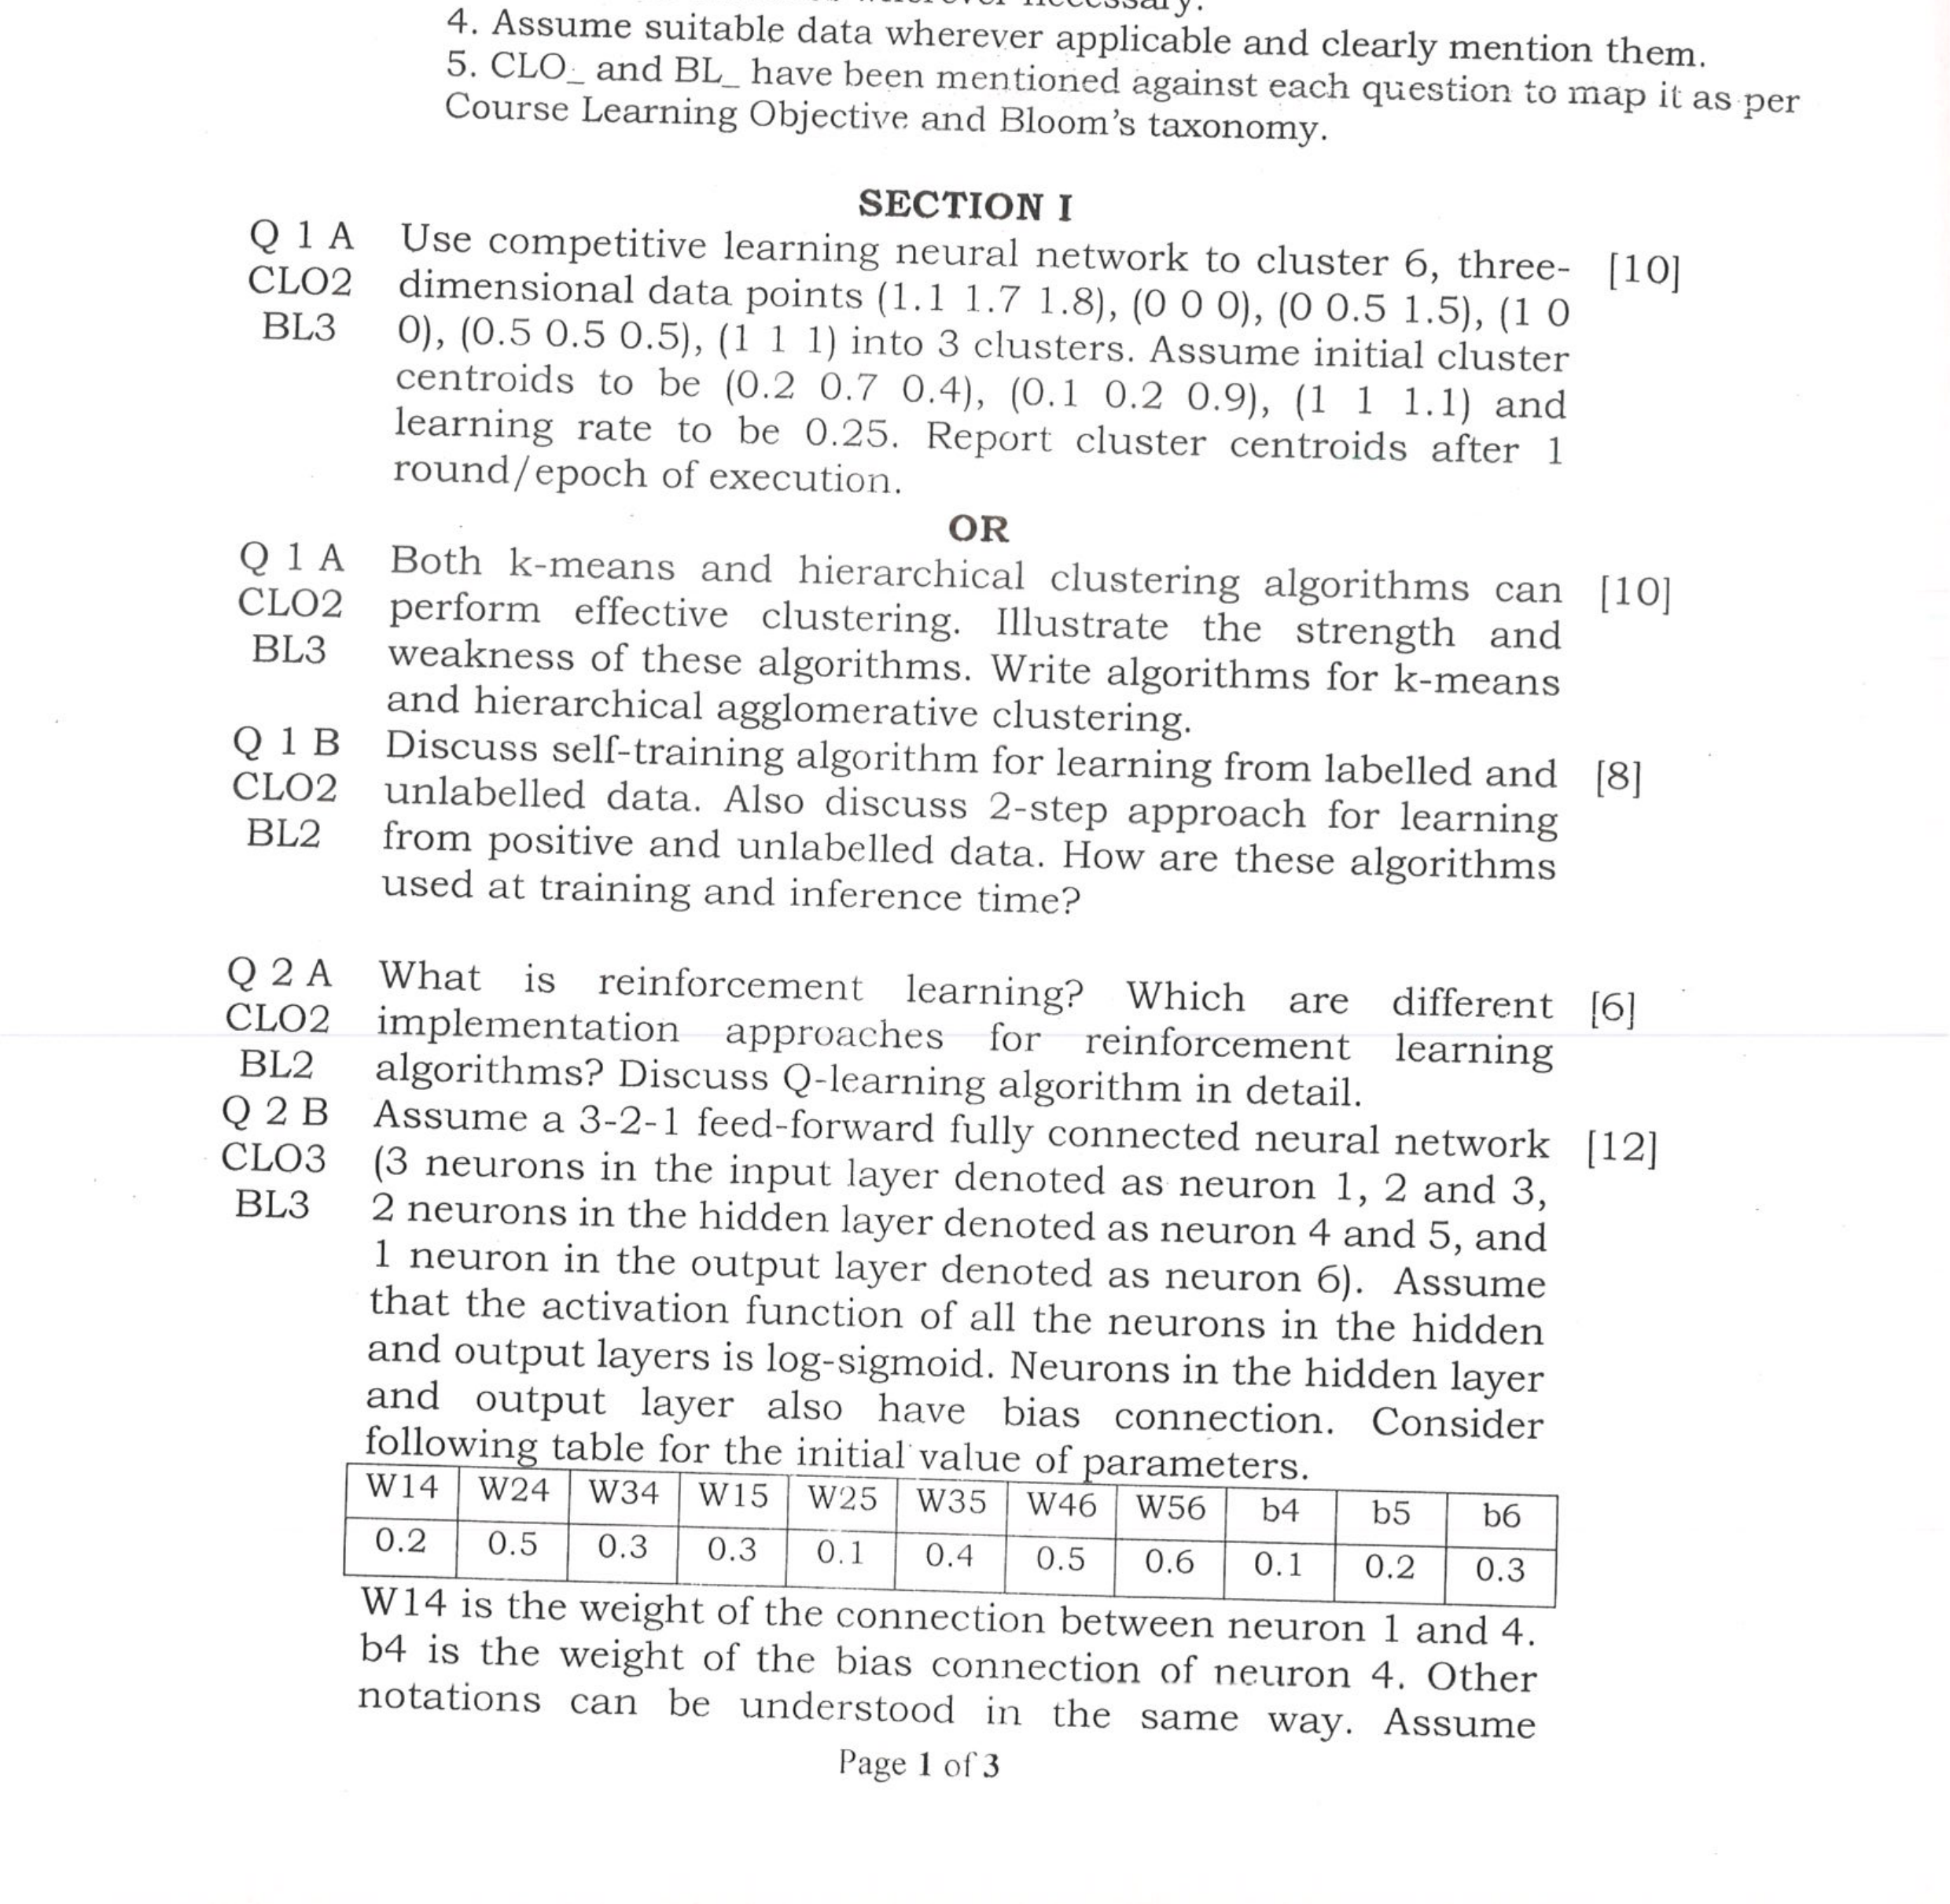 necessary.
4. Assume suitable data wherever applicable and clearly mention them.
5. CLO_ and BL_ have been mentioned against each question to map it as per
Course Learning Objective and Bloom's taxonomy.
SECTION I
Q 1 A Use competitive learning neural network to cluster 6, three- [10]
CLO2 dimensional data points (1.1 1.7 1.8), (0 0 0), (0 0.5 1.5), (1 0
BL3 0), (0.5 0.5 0.5), (1 1 1) into 3 clusters. Assume initial cluster
centroids to be (0.2 0.7 0.4), (0.1 0.2 0.9), (1 1 1.1) and
learning rate to be 0.25. Report cluster centroids after 1
round/epoch of execution.
OR
Q 1 A Both k-means and hierarchical clustering algorithms can [10]
CLO2 perform effective clustering. Illustrate the strength and
BL3 weakness of these algorithms. Write algorithms for k-means
and hierarchical agglomerative clustering.
Q 1 B Discuss self-training algorithm for learning from labelled and [8]
CLO2 unlabelled data. Also discuss 2-step approach for learning
BL2 from positive and unlabelled data. How are these algorithms
used at training and inference time?
Q 2 A What is reinforcement learning? Which are different [6]
CLO2 implementation approaches for reinforcement learning
BL2 algorithms? Discuss Q-learning algorithm in detail.
Q 2 B Assume a 3-2-1 feed-forward fully connected neural network [12]
CLO3 (3 neurons in the input layer denoted as neuron 1, 2 and 3,
BL3 2 neurons in the hidden layer denoted as neuron 4 and 5, and
1 neuron in the output layer denoted as neuron 6). Assume
that the activation function of all the neurons in the hidden
and output layers is log-sigmoid. Neurons in the hidden layer
and output layer also have bias connection. Consider
following table for the initial value of parameters.
W14 W24 W34 W15 W25 W35 W46 W56 b4 b5 b6
0.2 0.5 0.3 0.3 0.1 0.4 0.5 0.6 0.1 0.2 0.3
W14 is the weight of the connection between neuron 1 and 4.
b4 is the weight of the bias connection of neuron 4. Other
notations can be understood in the same way. Assume
Page 1 of 3